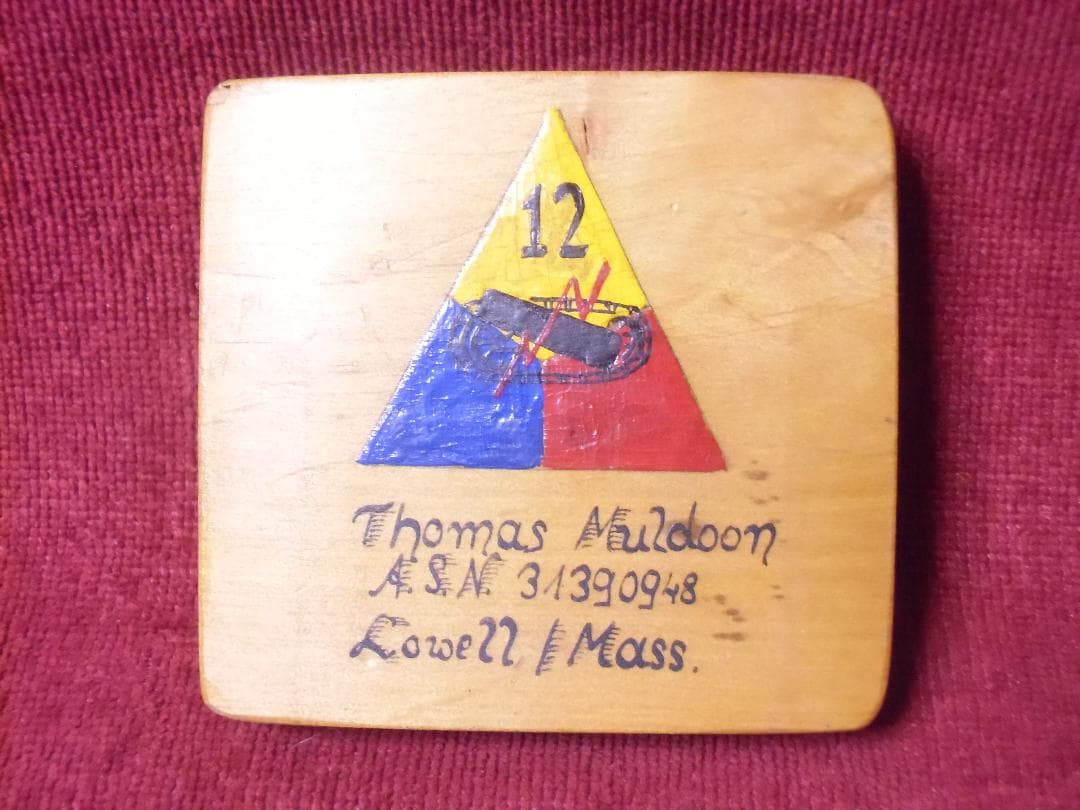 12
Thomas Muldoon
A S N 31390948
Lowell / Mass.